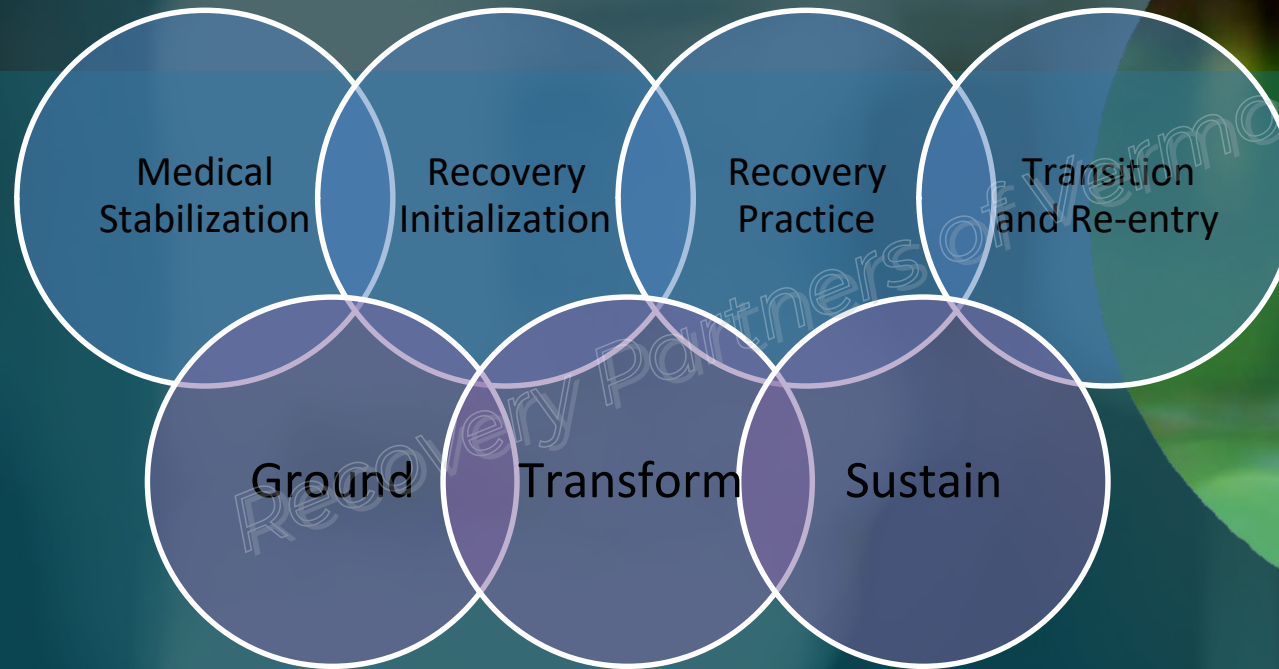 Medical
Stabilization
Recovery
Initialization
Recovery
Practice
Transition
and Re-entry
Ground
Transform
Sustain
Recovery Partners of Vermo